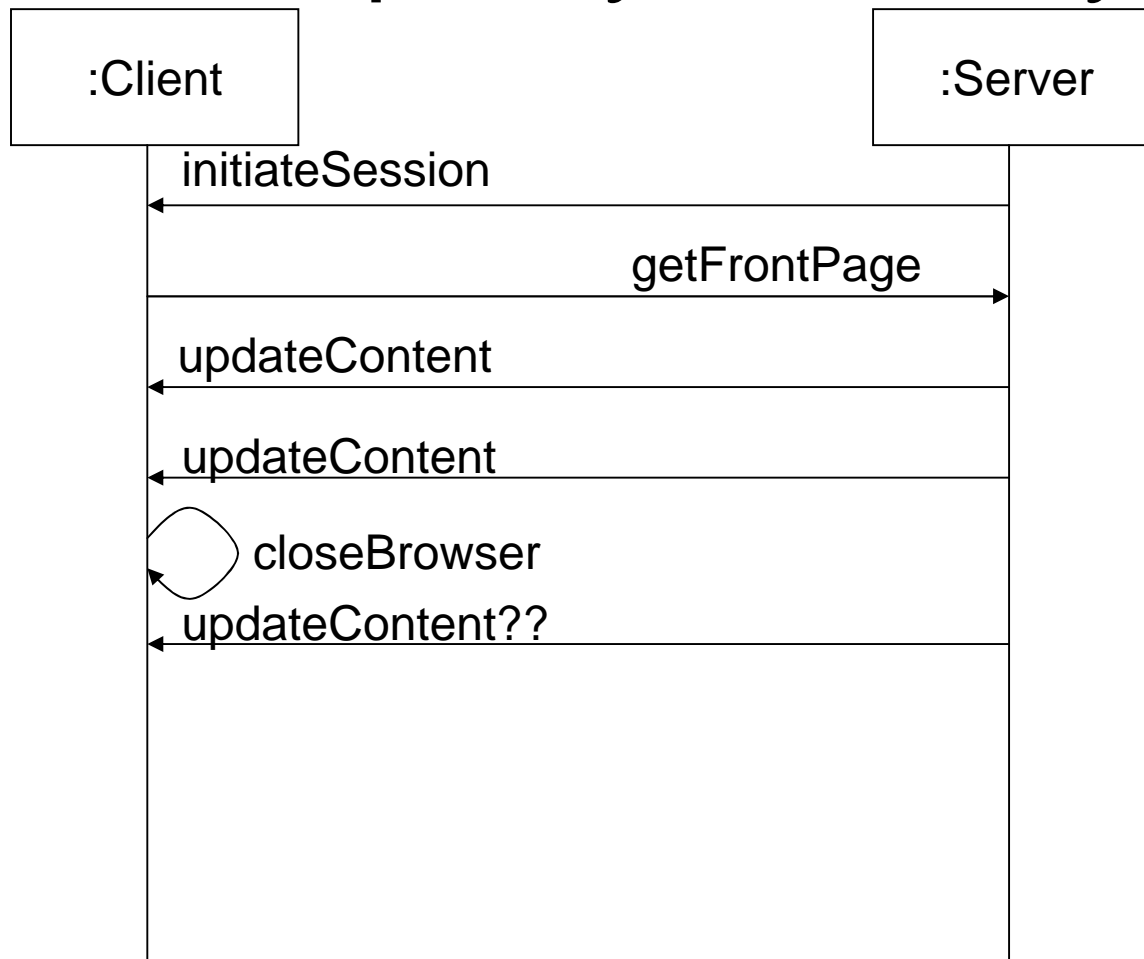 :Client
:Server
initiateSession
getFrontPage
updateContent
updateContent
closeBrowser
updateContent??